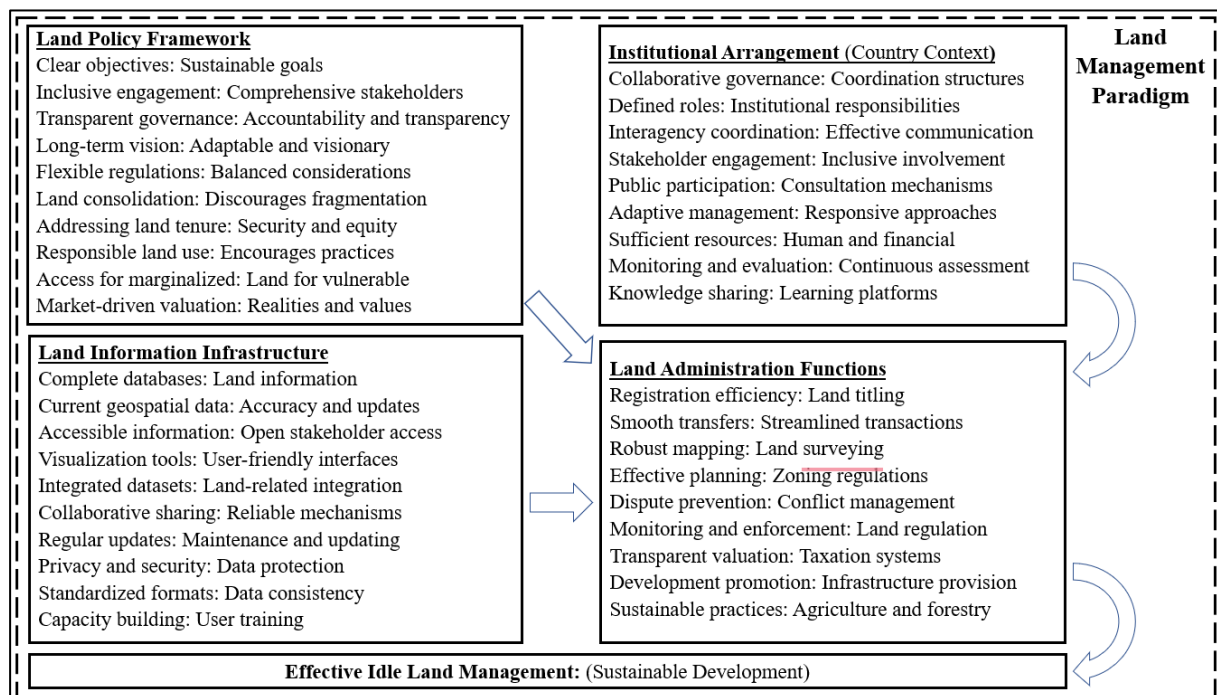 Land Policy Framework
Clear objectives: Sustainable goals
Inclusive engagement: Comprehensive stakeholders
Transparent governance: Accountability and transparency
Long-term vision: Adaptable and visionary
Flexible regulations: Balanced considerations
Land consolidation: Discourages fragmentation
Addressing land tenure: Security and equity
Responsible land use: Encourages practices
Access for marginalized: Land for vulnerable
Market-driven valuation: Realities and values
Institutional Arrangement (Country Context)
Collaborative governance: Coordination structures
Defined roles: Institutional responsibilities
Interagency coordination: Effective communication
Stakeholder engagement: Inclusive involvement
Public participation: Consultation mechanisms
Adaptive management: Responsive approaches
Sufficient resources: Human and financial
Monitoring and evaluation: Continuous assessment
Knowledge sharing: Learning platforms
Land
Management
Paradigm
Land Information Infrastructure
Complete databases: Land information
Current geospatial data: Accuracy and updates
Accessible information: Open stakeholder access
Visualization tools: User-friendly interfaces
Integrated datasets: Land-related integration
Collaborative sharing: Reliable mechanisms
Regular updates: Maintenance and updating
Privacy and security: Data protection
Standardized formats: Data consistency
Capacity building: User training
Land Administration Functions
Registration efficiency: Land titling
Smooth transfers: Streamlined transactions
Robust mapping: Land surveying
Effective planning: Zoning regulations
Dispute prevention: Conflict management
Monitoring and enforcement: Land regulation
Transparent valuation: Taxation systems
Development promotion: Infrastructure provision
Sustainable practices: Agriculture and forestry
Effective Idle Land Management: (Sustainable Development)